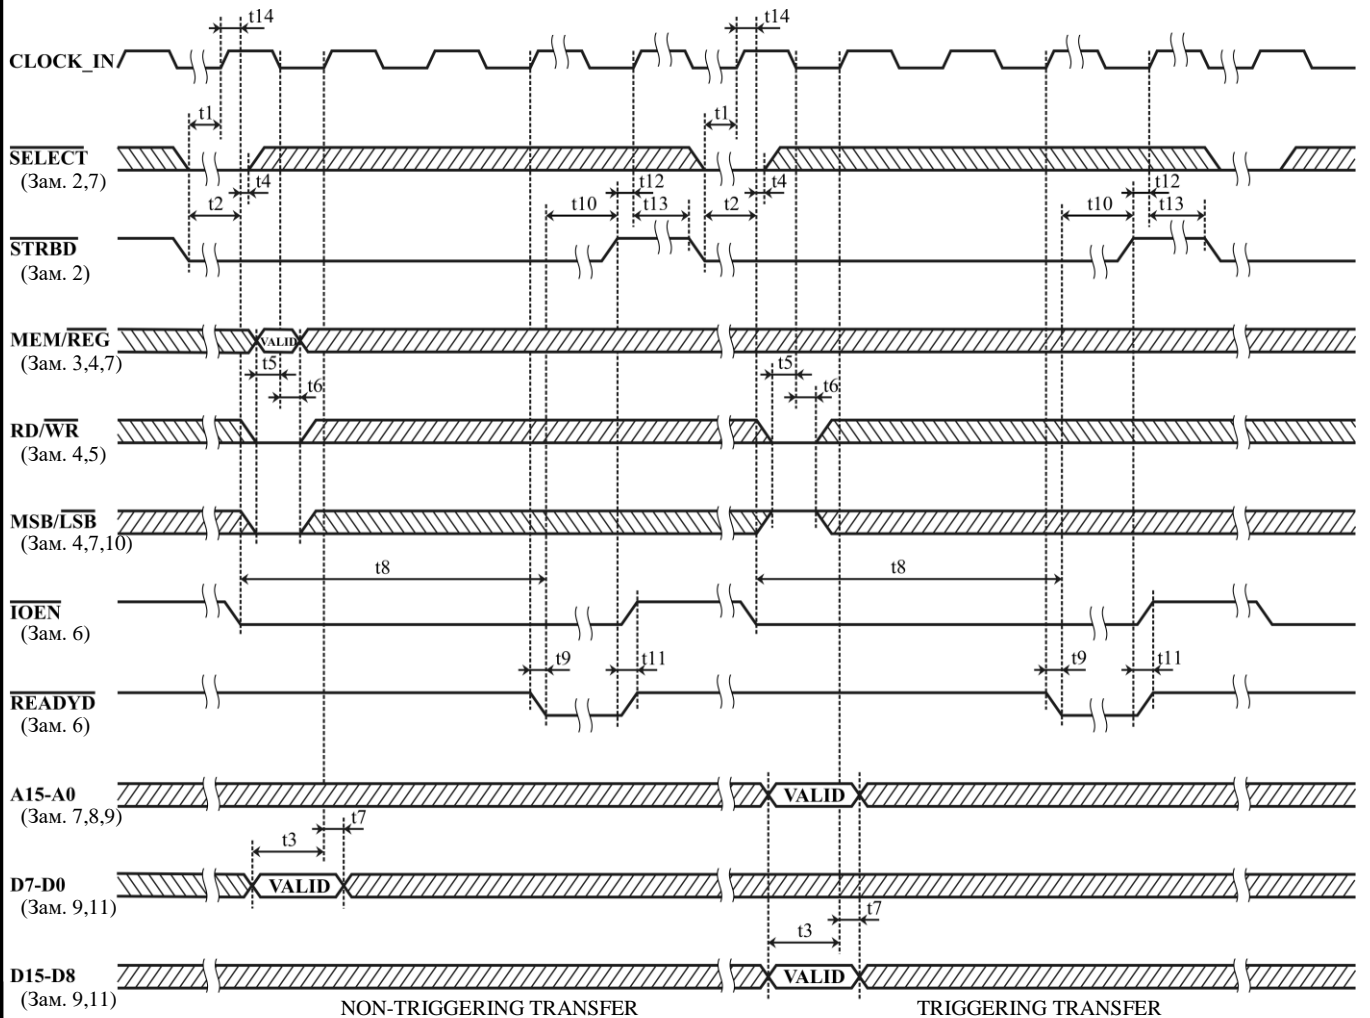 t14 t14
CLOCK_IN
t1 t1
SELECT
(Зам. 2,7)
t4 t12 t4 t12
t2 t10 t13 t2 t10 t13
STRBD
(Зам. 2)
MEM/REG VALID
(Зам. 3,4,7)
t5 t5
t6 t6
RD/WR
(Зам. 4,5)
MSB/LSB
(Зам. 4,7,10)
t8 t8
IOEN
(Зам. 6)
t9 t11 t9 t11
READYD
(Зам. 6)
A15-A0 VALID
(Зам. 7,8,9)
t7
t3
D7-D0 VALID
(Зам. 9,11)
t7
t3
D15-D8 VALID
(Зам. 9,11)
NON-TRIGGERING TRANSFER TRIGGERING TRANSFER